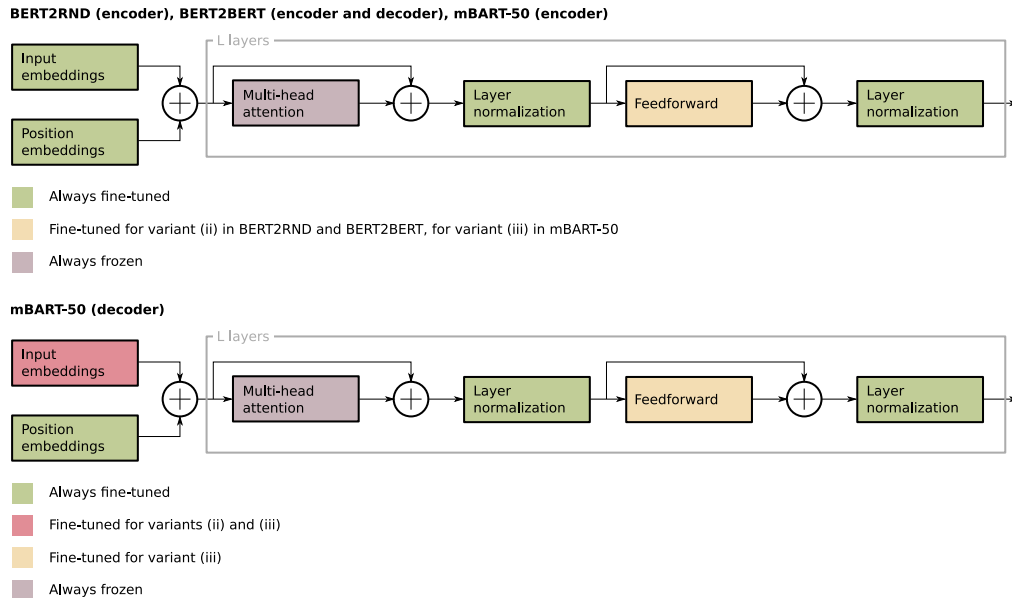 BERT2RND (encoder), BERT2BERT (encoder and decoder), mBART-50 (encoder)
L layers
Input
embeddings
Position
embeddings
Multi-head
attention
Layer
normalization
Feedforward
Layer
normalization
Always fine-tuned
Fine-tuned for variant (ii) in BERT2RND and BERT2BERT, for variant (iii) in mBART-50
Always frozen
mBART-50 (decoder)
L layers
Input
embeddings
Position
embeddings
Multi-head
attention
Layer
normalization
Feedforward
Layer
normalization
Always fine-tuned
Fine-tuned for variants (ii) and (iii)
Fine-tuned for variant (iii)
Always frozen